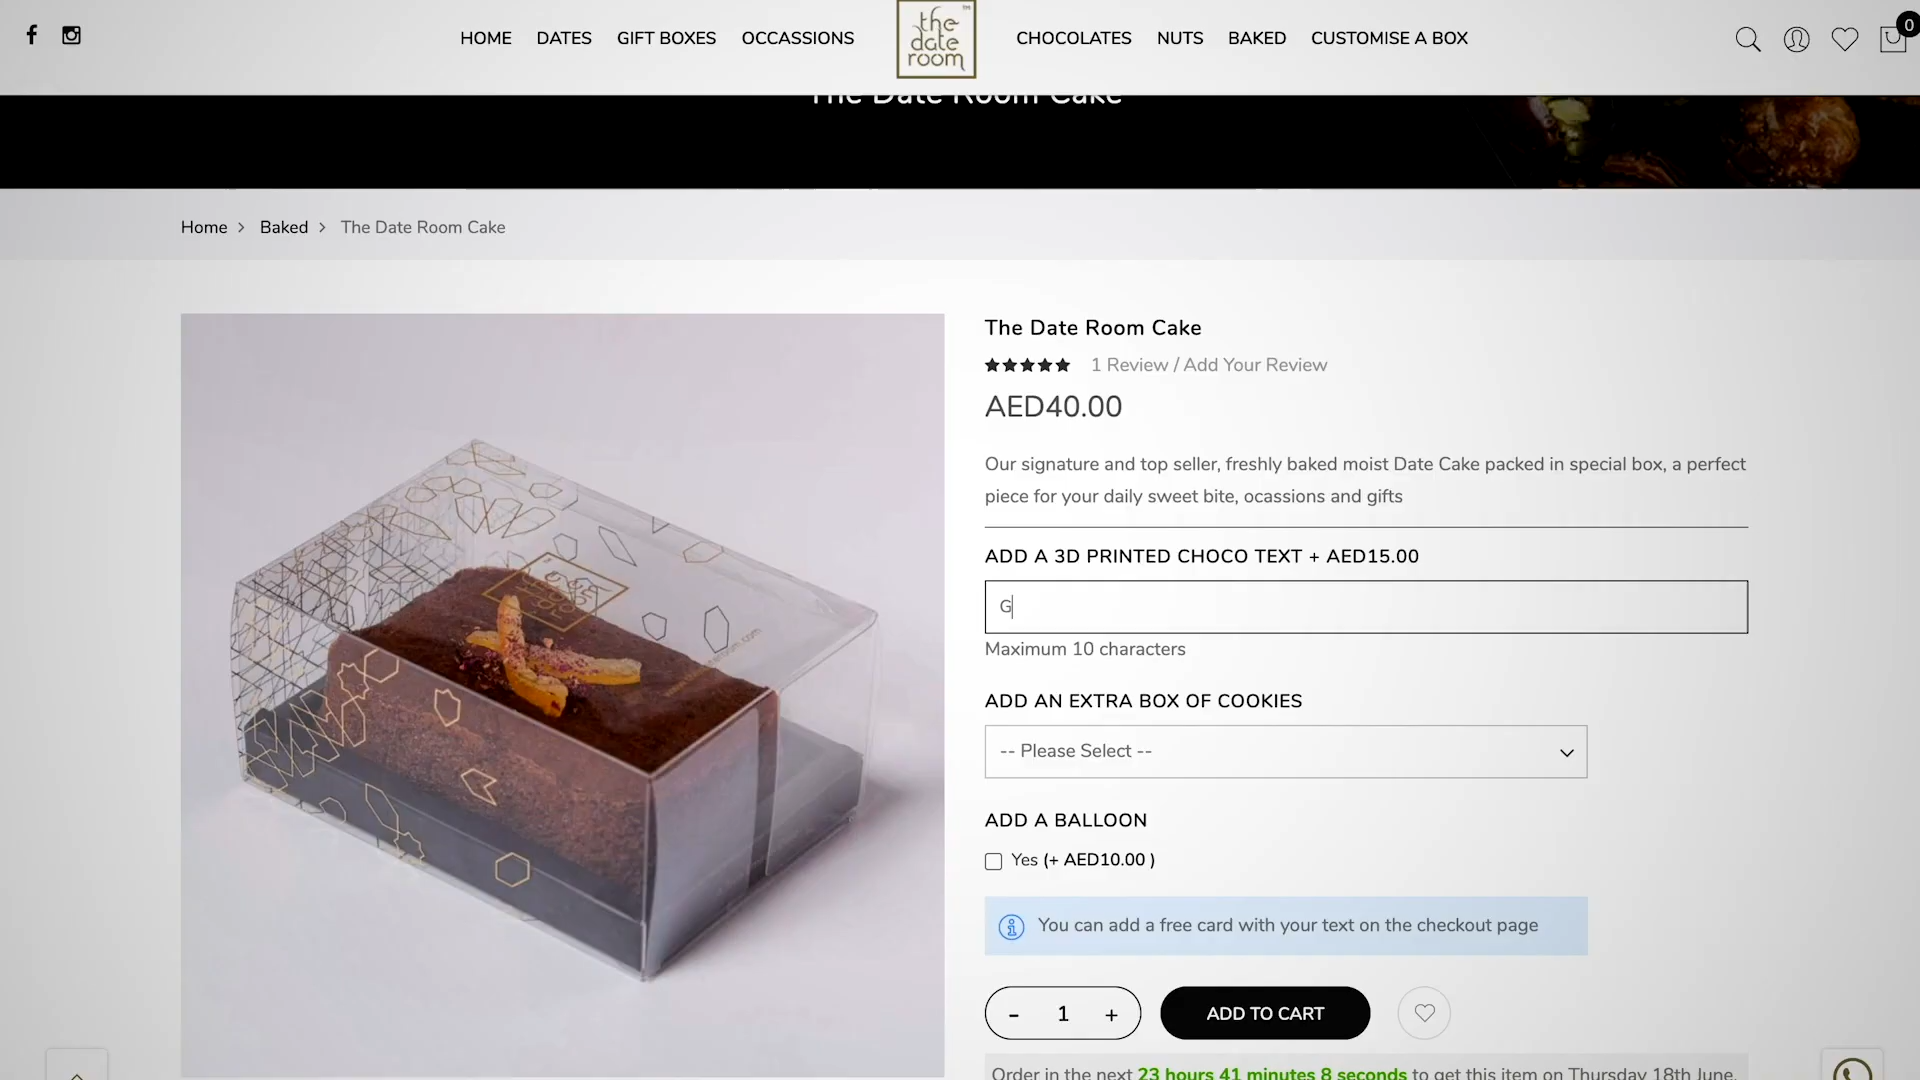 HOME DATES GIFT BOXES OCCASSIONS the date room ™ CHOCOLATES NUTS BAKED CUSTOMISE A BOX 0
The Date Room Cake
Home > Baked > The Date Room Cake
The Date Room Cake
1 Review / Add Your Review
AED40.00
Our signature and top seller, freshly baked moist Date Cake packed in special box, a perfect
piece for your daily sweet bite, ocassions and gifts
ADD A 3D PRINTED CHOCO TEXT + AED15.00
G
Maximum 10 characters
ADD AN EXTRA BOX OF COOKIES
-- Please Select --
ADD A BALLOON
Yes (+ AED10.00 )
You can add a free card with your text on the checkout page
- 1 + ADD TO CART
Order in the next 23 hours 41 minutes 8 seconds to get this item on Thursday 18th June.